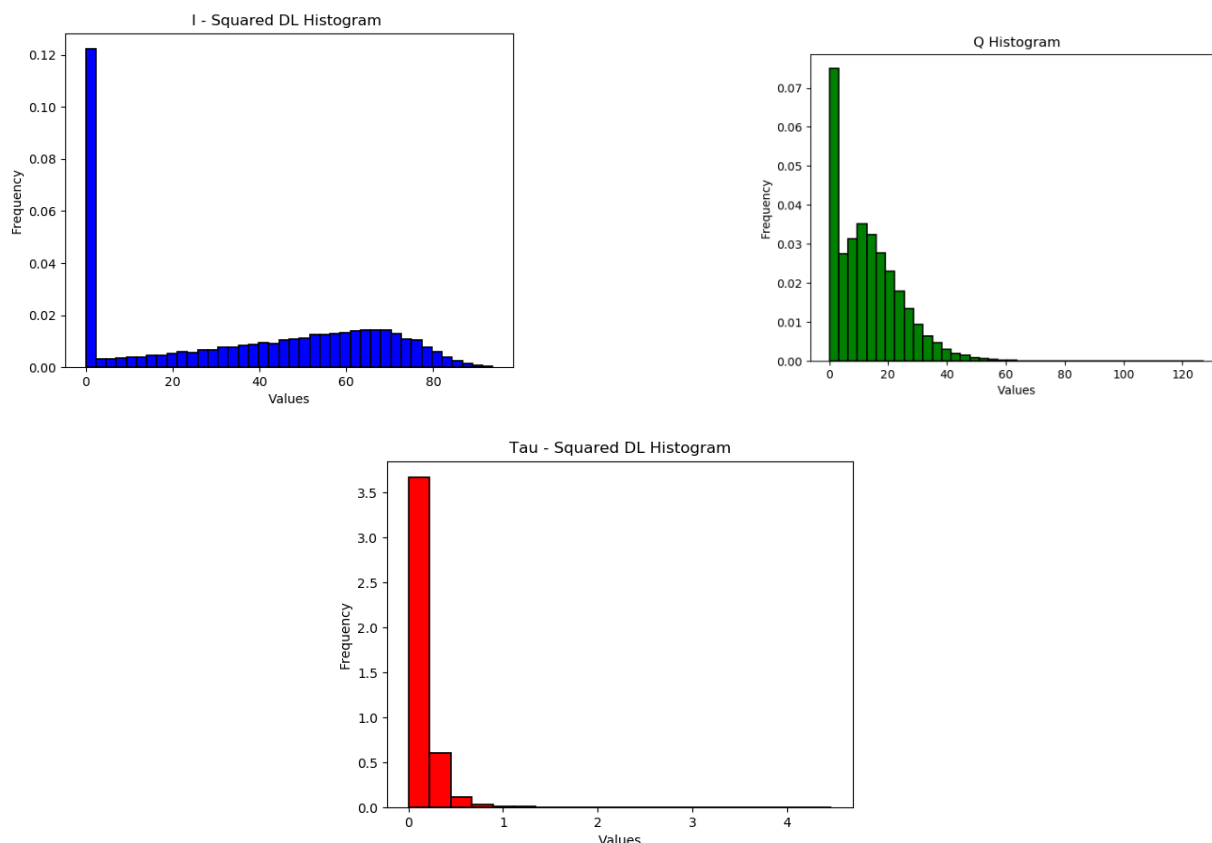 I - Squared DL Histogram
Frequency
0.12
0.10
0.08
0.06
0.04
0.02
0.00
0 20 40 60 80
Values
Q Histogram
Frequency
0.07
0.06
0.05
0.04
0.03
0.02
0.01
0.00
0 20 40 60 80 100 120
Values
Tau - Squared DL Histogram
Frequency
3.5
3.0
2.5
2.0
1.5
1.0
0.5
0.0
0 1 2 3 4
Values